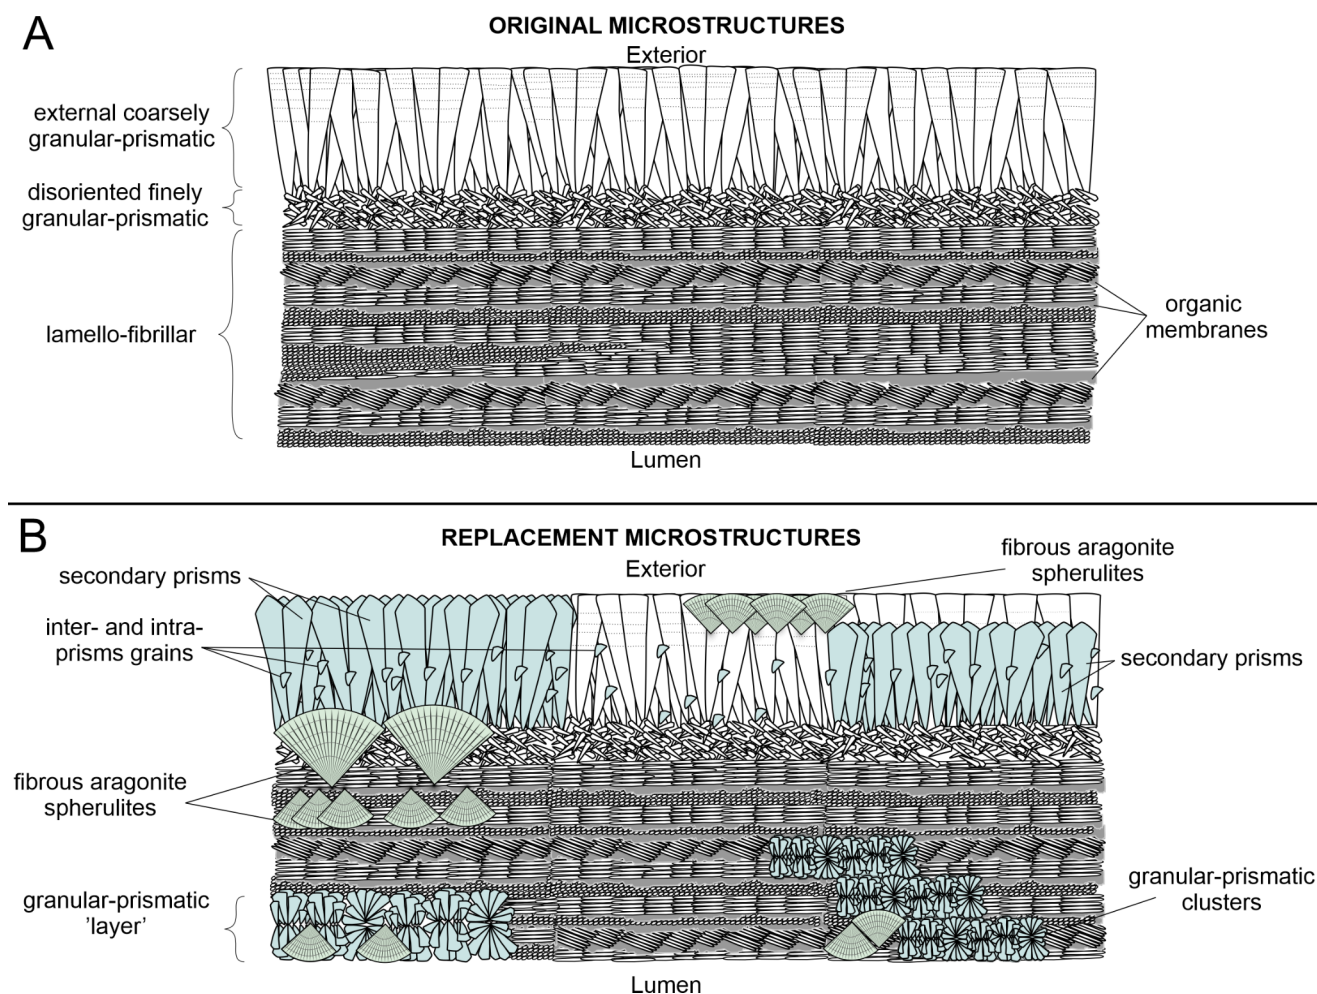 A
ORIGINAL MICROSTRUCTURES
Exterior
external coarsely
granular-prismatic
disoriented finely
granular-prismatic
lamello-fibrillar
organic
membranes
Lumen
B
REPLACEMENT MICROSTRUCTURES
Exterior
fibrous aragonite
spherulites
secondary prisms
inter- and intra-
prisms grains
secondary prisms
fibrous aragonite
spherulites
granular-prismatic
'layer'
granular-prismatic
clusters
Lumen